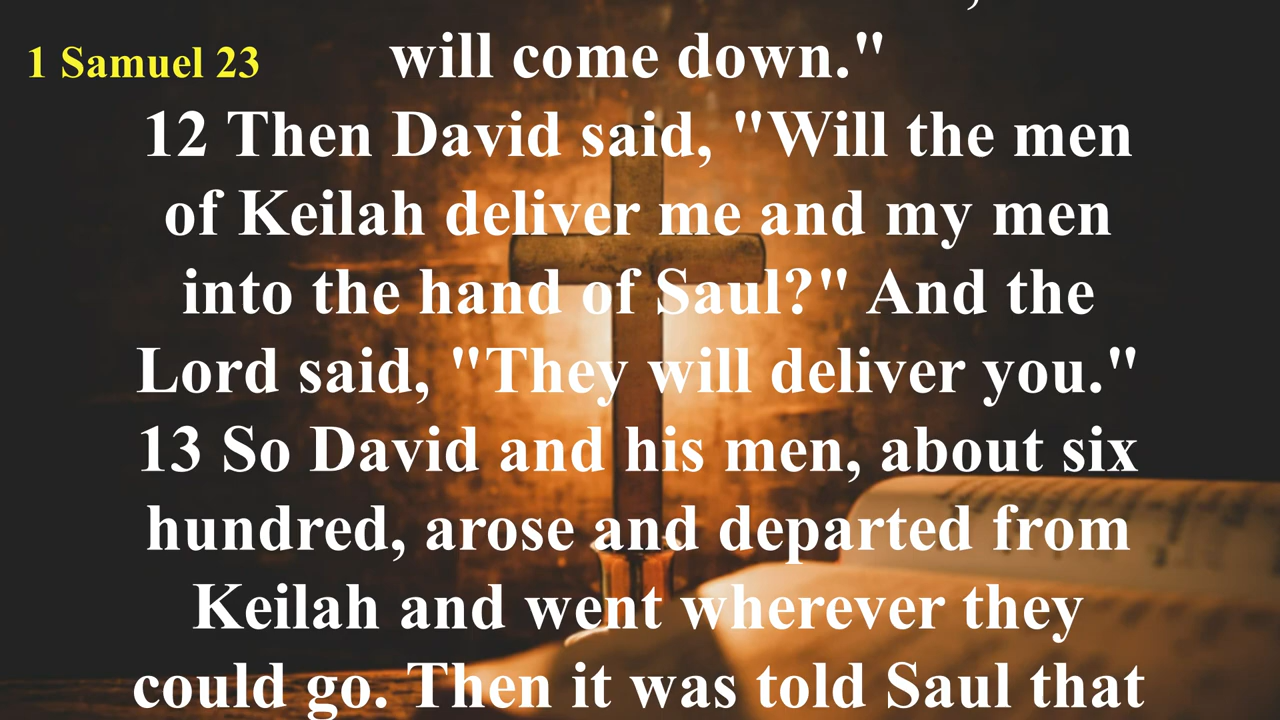 1 Samuel 23
will come down."
12 Then David said, "Will the men
of Keilah deliver me and my men
into the hand of Saul?" And the
Lord said, "They will deliver you."
13 So David and his men, about six
hundred, arose and departed from
Keilah and went wherever they
could go. Then it was told Saul that